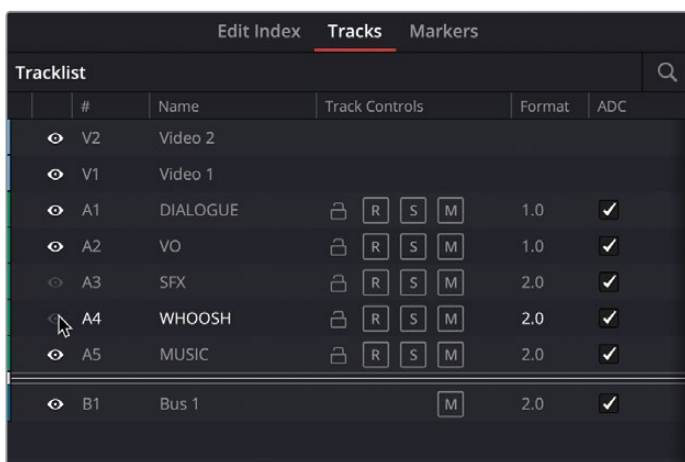 Edit Index Tracks Markers
Tracklist
# Name Track Controls Format ADC
V2 Video 2
V1 Video 1
A1 DIALOGUE R S M 1.0
A2 VO R S M 1.0
A3 SFX R S M 2.0
A4 WHOOSH R S M 2.0
A5 MUSIC R S M 2.0
B1 Bus 1 M 2.0